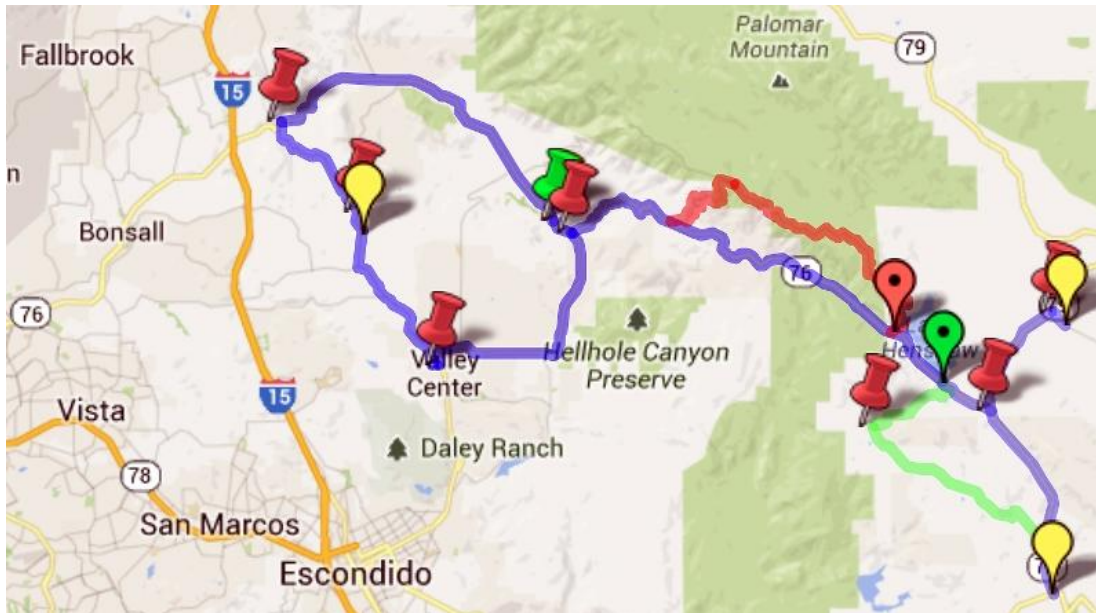 Palomar
Mountain
79
Fallbrook
15
n
Bonsall
76
76
Hellhole Canyon
Preserve
Valley
Center
15
Vista
Daley Ranch
78
San Marcos
Escondido